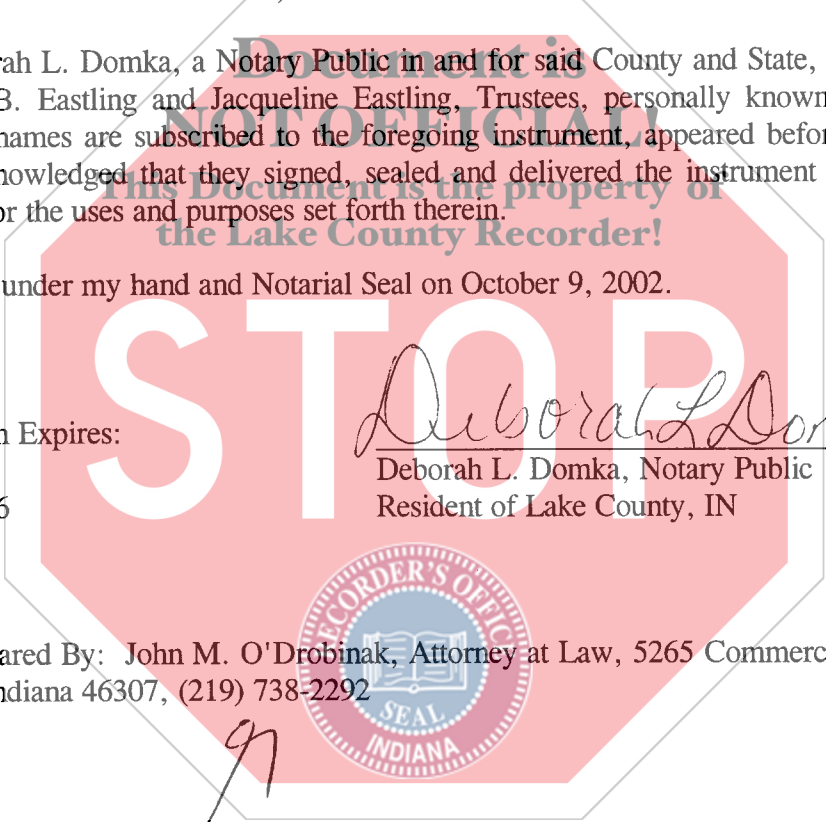 Document is
rah L. Domka, a Notary Public in and for said County and State,
B. Eastling and Jacqueline Eastling, Trustees, personally known
NOT OFFICIAL!
names are subscribed to the foregoing instrument, appeared befor
nowledged that they signed, sealed and delivered the instrument
This Document is the property of
or the uses and purposes set forth therein.
the Lake County Recorder!
under my hand and Notarial Seal on October 9, 2002.
STOP
Deborah L Dom
n Expires:
Deborah L. Domka, Notary Public
6
Resident of Lake County, IN
RECORDER'S OFFICE
SEAL
INDIANA
ared By: John M. O'Drobinak, Attorney at Law, 5265 Commerc
ndiana 46307, (219) 738-2292